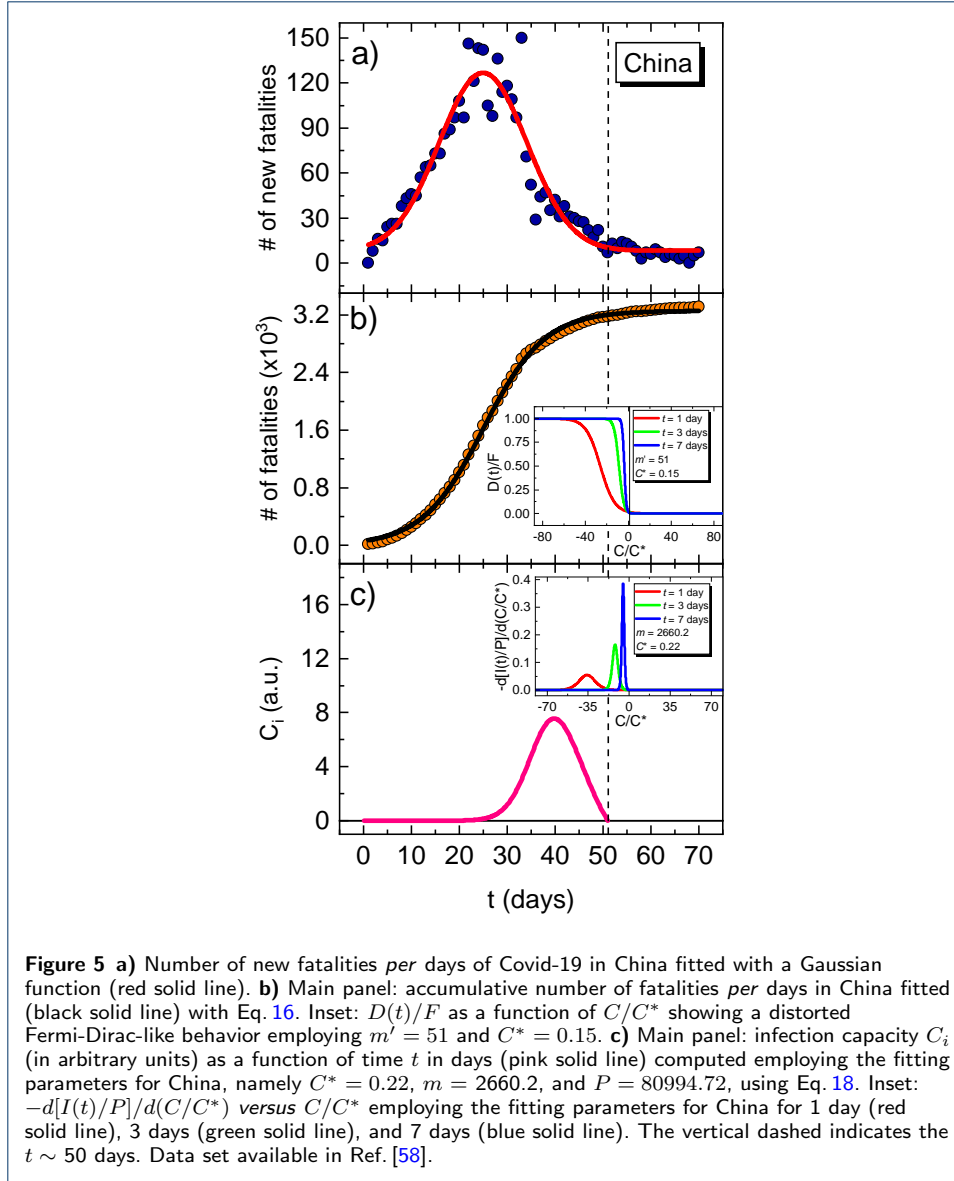 a)
China
150
120
90
60
30
0
# of new fatalities
b)
3.2
2.4
1.6
0.8
0.0
# of fatalities (x10³)
1.00
0.75
0.50
0.25
0.00
D(t)/F
t = 1 day
t = 3 days
t = 7 days
m' = 51
C* = 0.15
-80 -40 0 40 80
C/C*
c)
16
12
8
4
0
C_i (a.u.)
0.4
0.3
0.2
0.1
0.0
-d[I(t)/P]/d(C/C*)
t = 1 day
t = 3 days
t = 7 days
m = 2660.2
C* = 0.22
-70 -35 0 35 70
C/C*
0 10 20 30 40 50 60 70
t (days)
Figure 5 a) Number of new fatalities per days of Covid-19 in China fitted with a Gaussian
function (red solid line). b) Main panel: accumulative number of fatalities per days in China fitted
(black solid line) with Eq. 16. Inset: D(t)/F as a function of C/C* showing a distorted
Fermi-Dirac-like behavior employing m' = 51 and C* = 0.15. c) Main panel: infection capacity C_i
(in arbitrary units) as a function of time t in days (pink solid line) computed employing the fitting
parameters for China, namely C* = 0.22, m = 2660.2, and P = 80994.72, using Eq. 18. Inset:
−d[I(t)/P]/d(C/C*) versus C/C* employing the fitting parameters for China for 1 day (red
solid line), 3 days (green solid line), and 7 days (blue solid line). The vertical dashed indicates the
t ∼ 50 days. Data set available in Ref. [58].